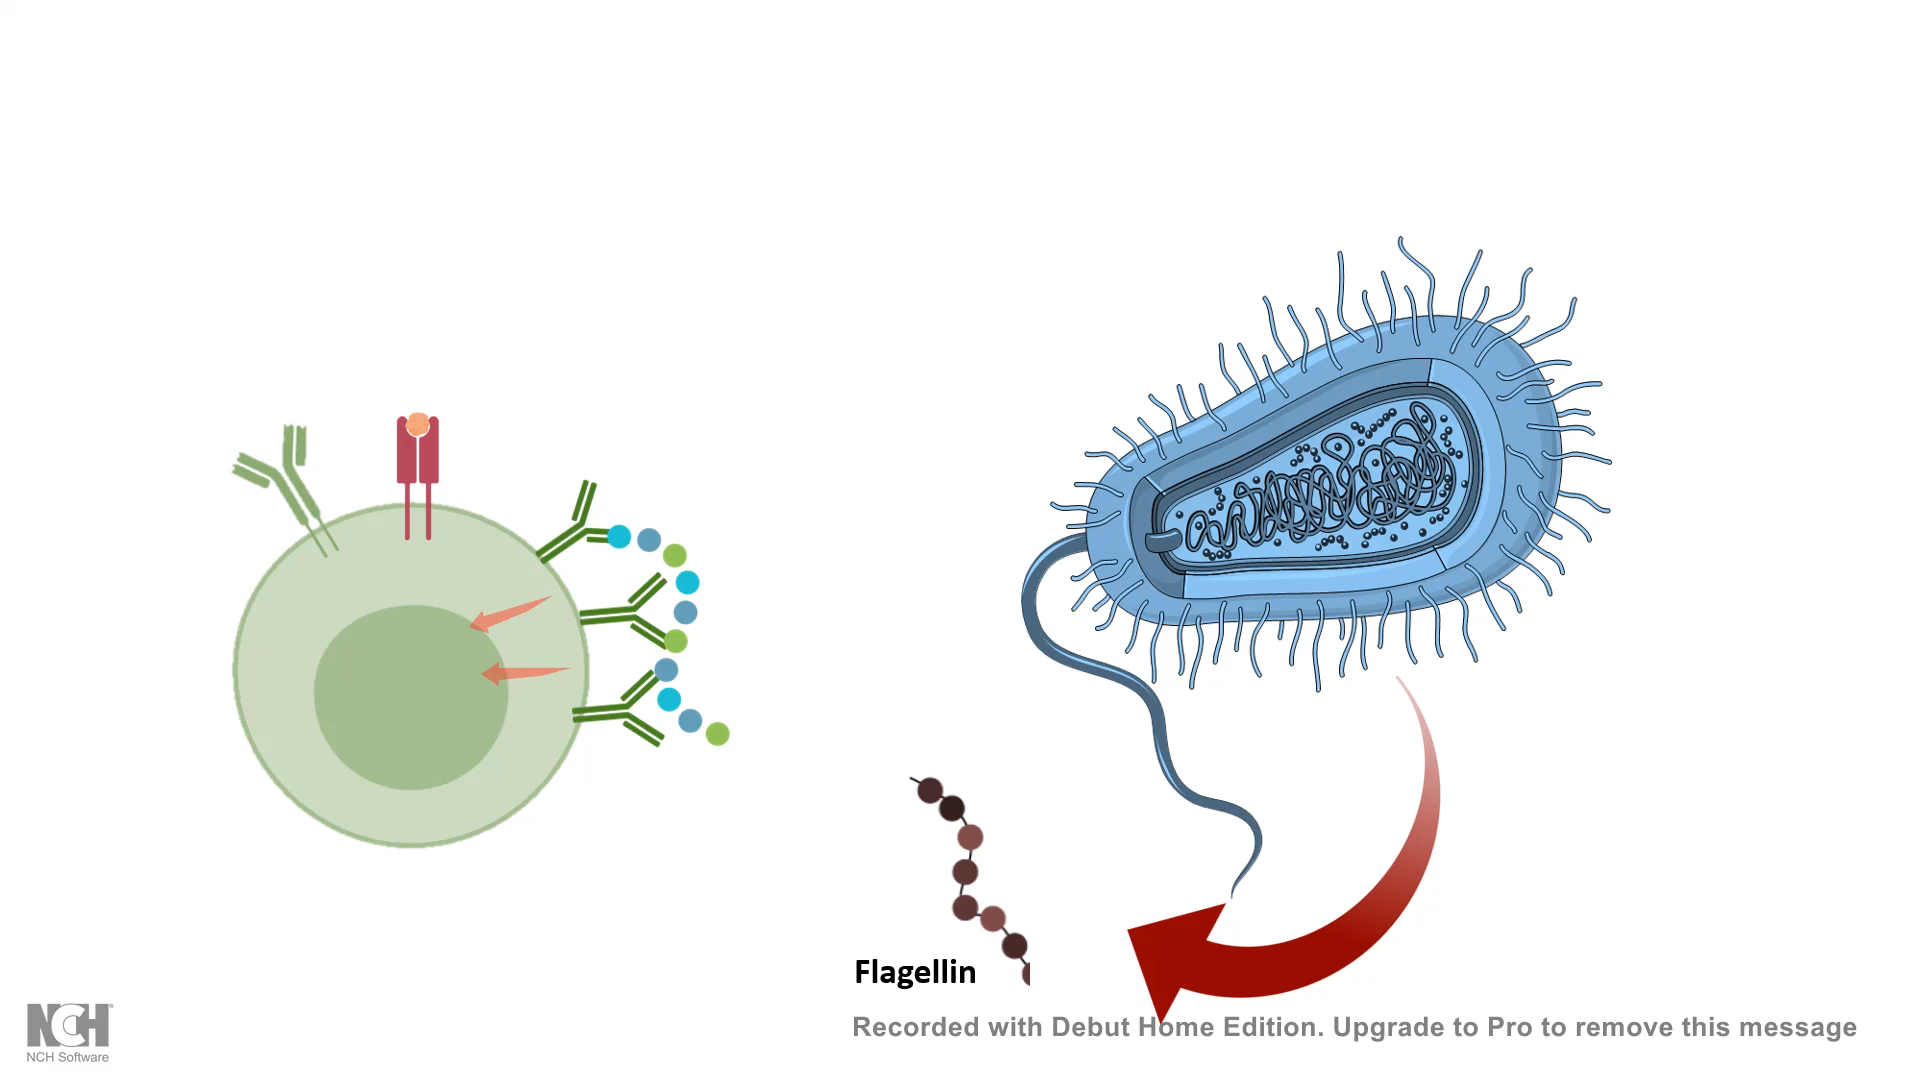 Flagellin
NCH
NCH Software
Recorded with Debut Home Edition. Upgrade to Pro to remove this message